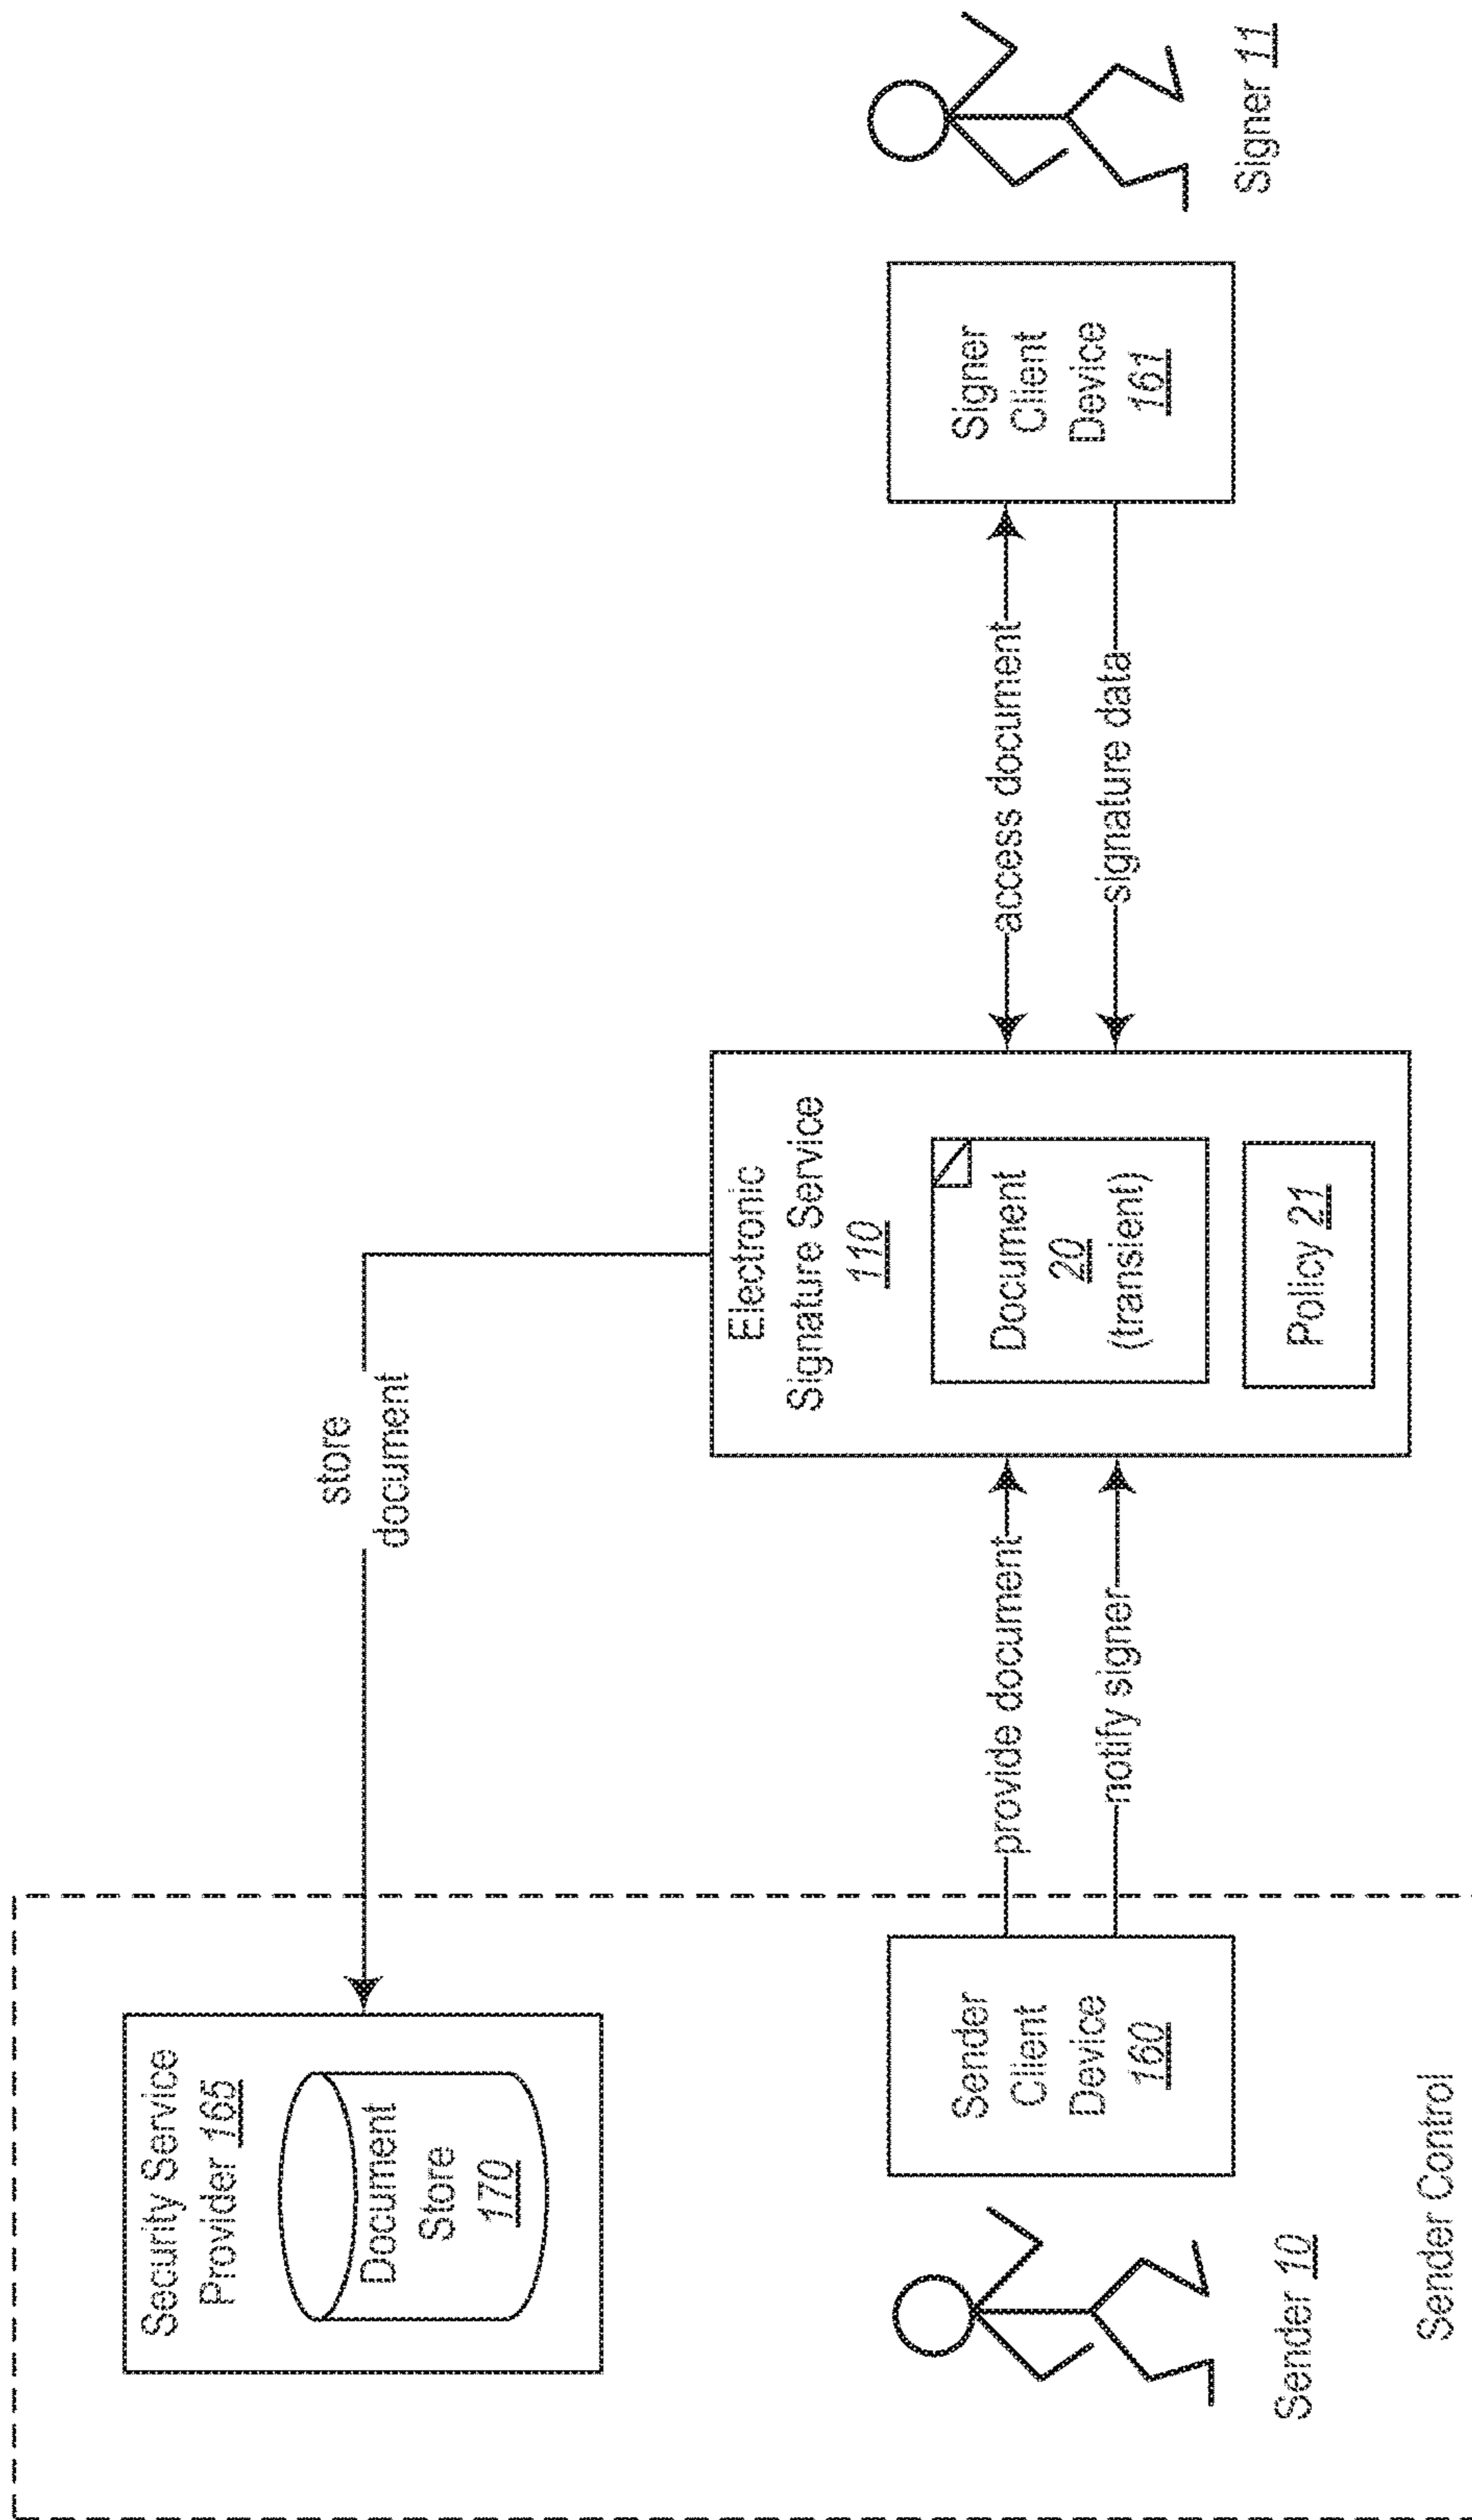 Security Service
Provider 165
Document
Store
170
store
document
Electronic
Signature Service
110
Document
20
(transient)
Policy 21
Sender
Client
Device
160
provide document
notify signer
access document
signature data
Signer
Client
Device
161
Sender 10
Signer 11
Sender Control